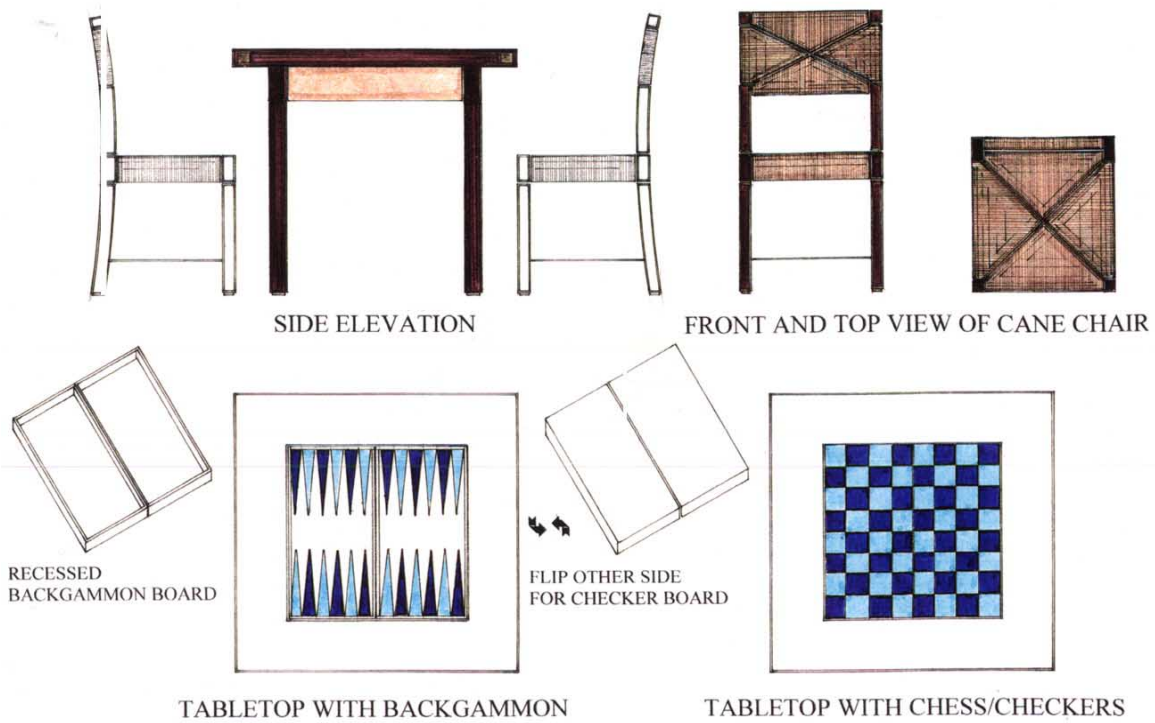 SIDE ELEVATION
FRONT AND TOP VIEW OF CANE CHAIR
RECESSED
BACKGAMMON BOARD
FLIP OTHER SIDE
FOR CHECKER BOARD
TABLETOP WITH BACKGAMMON
TABLETOP WITH CHESS/CHECKERS